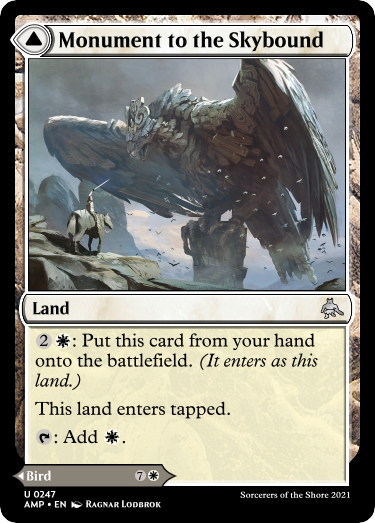 Monument to the Skybound
Land
2 : Put this card from your hand
onto the battlefield. (It enters as this
land.)
This land enters tapped.
: Add .
Bird 7
U 0247
AMP • EN Ragnar Lodbrok
Sorcerers of the Shore 2021